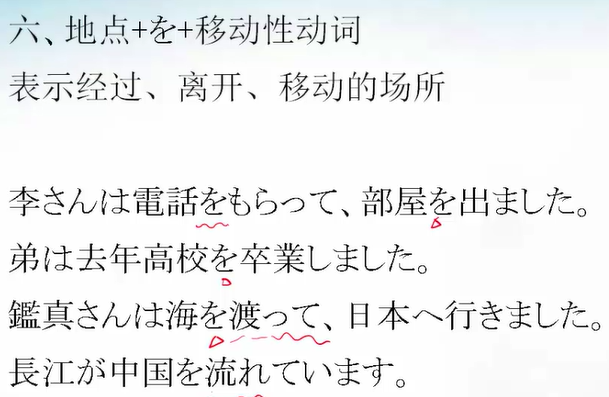 六、地点+を+移动性动词
表示经过、离开、移动的场所
李さんは電話をもらって、部屋を出ました。
弟は去年高校を卒業しました。
鑑真さんは海を渡って、日本へ行きました。
長江が中国を流れています。